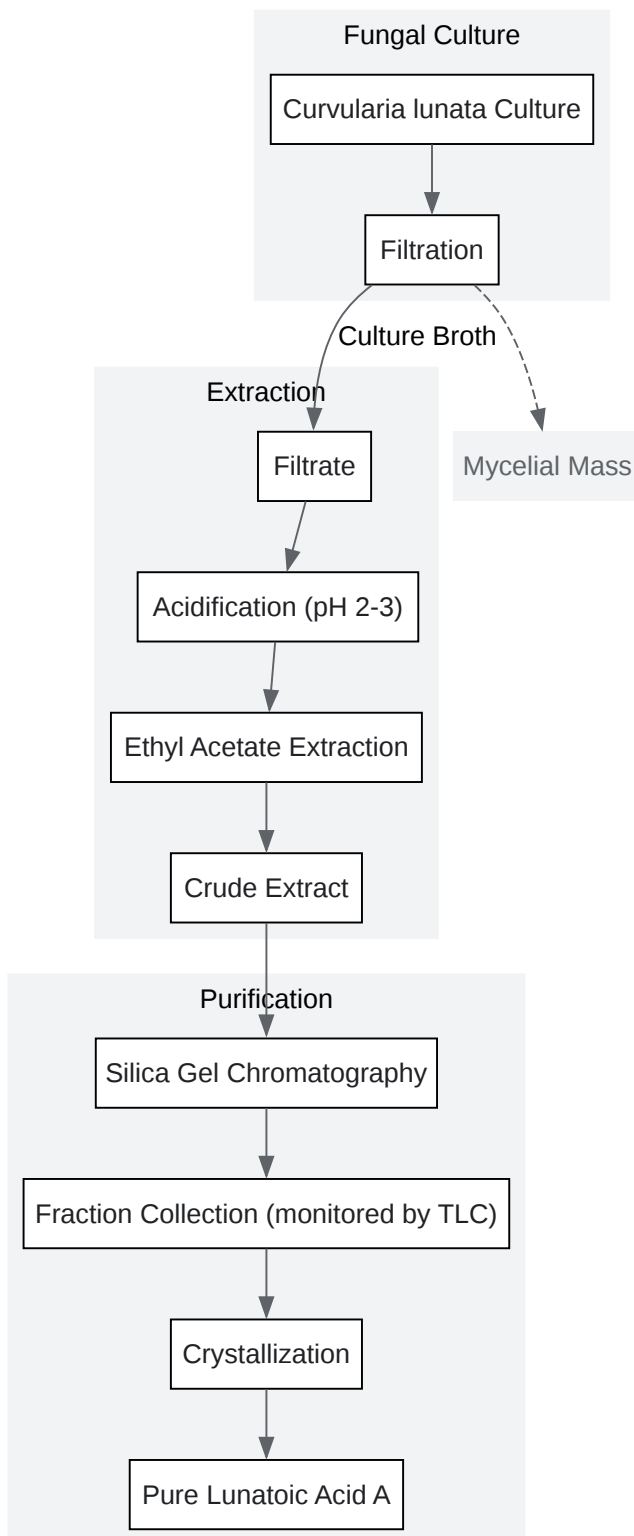 Fungal Culture
Curvularia lunata Culture
Filtration
Culture Broth
Extraction
Filtrate
Mycelial Mass
Acidification (pH 2-3)
Ethyl Acetate Extraction
Crude Extract
Purification
Silica Gel Chromatography
Fraction Collection (monitored by TLC)
Crystallization
Pure Lunatoic Acid A